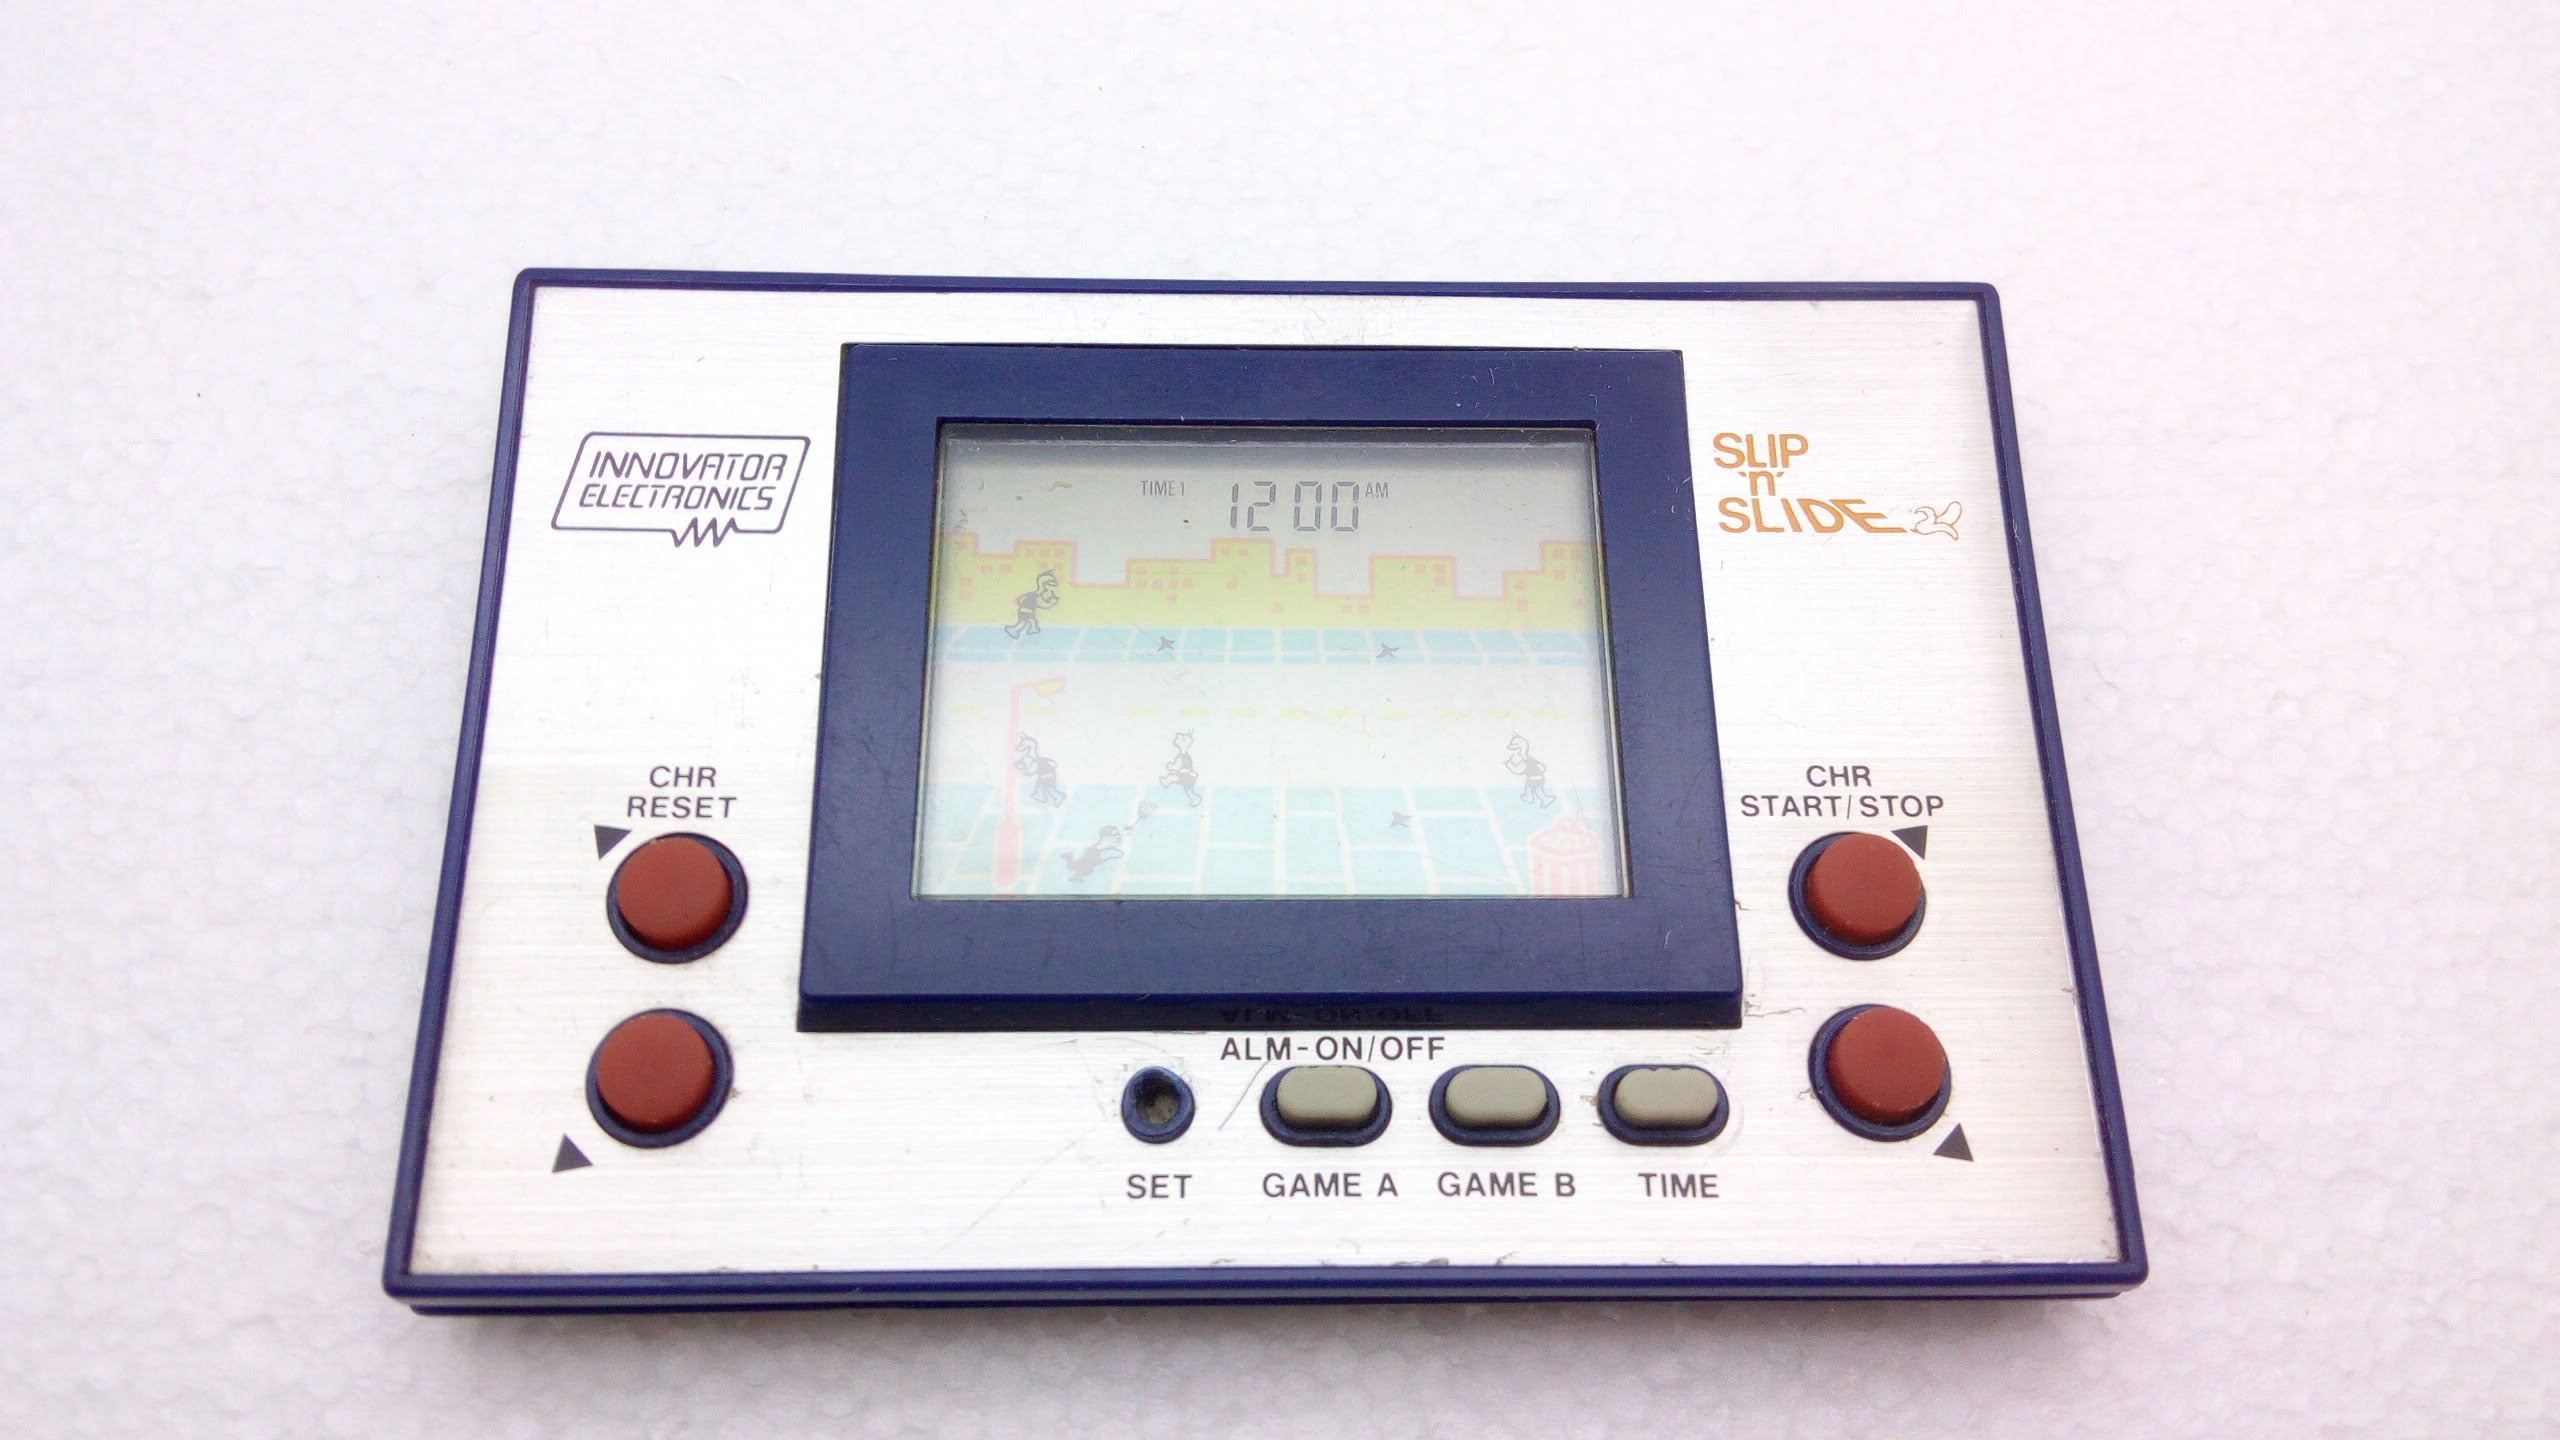 INNOVATOR
ELECTRONICS
SLIP
'n'
SLIDE
TIME 1 12 00 AM
CHR
RESET
CHR
START/STOP
ALM-ON/OFF
SET GAME A GAME B TIME